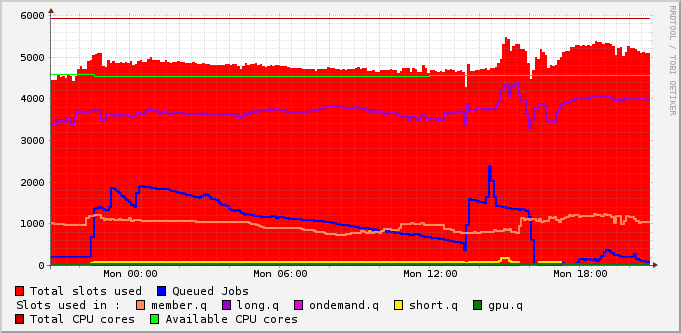 6000
5000
4000
3000
2000
1000
0
Mon 00:00 Mon 06:00 Mon 12:00 Mon 18:00
Total slots used Queued Jobs
Slots used in : member.q long.q ondemand.q short.q gpu.q
Total CPU cores Available CPU cores
RRDTOOL / TOBI OETIKER